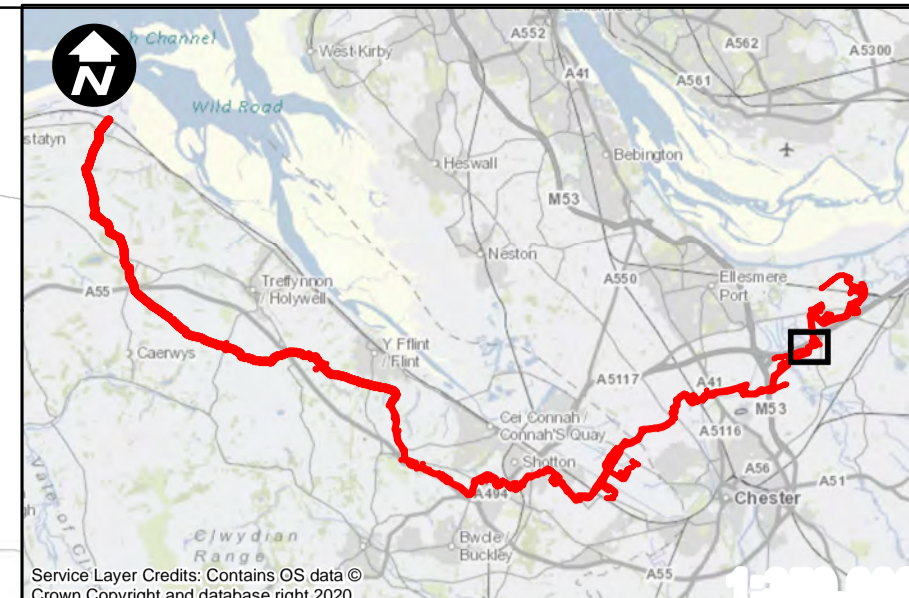 h Channel
A552
A562
A5300
N
West Kirby
A41
A561
Wild Road
statyn
Heswall
Bebington
M53
Neston
A550
Ellesmere
Port
A55
Treffynnon
/ Holywell
Y Fflint
/ Flint
Caerwys
A5117
A41
M53
Cei Connah /
Connah'S Quay
A5116
Shotton
A56
A51
A494
Chester
Clwydian
Range
Bwcle /
Buckley
A55
Service Layer Credits: Contains OS data ©
Crown Copyright and database right 2020